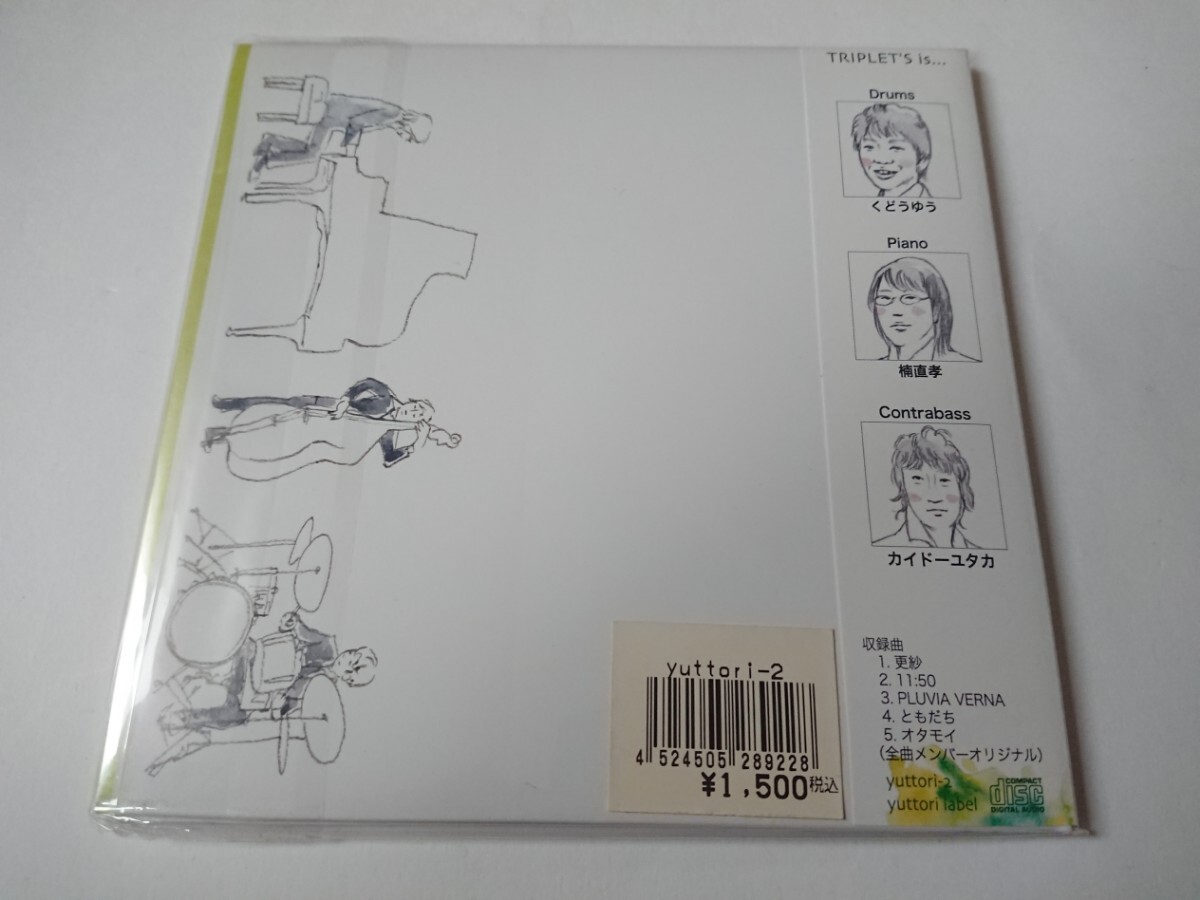 TRIPLET'S is...
Drums
くどうゆう
Piano
楠直孝
Contrabass
カイドーユタカ
収録曲
1. 更紗
2. 11:50
3. PLUVIA VERNA
4. ともだち
5. オタモイ
(全曲メンバーオリジナル)
yuttori-2
yuttori label
COMPACT
disc
DIGITAL AUDIO
yuttori-2
4 524505 289228
¥1,500税込